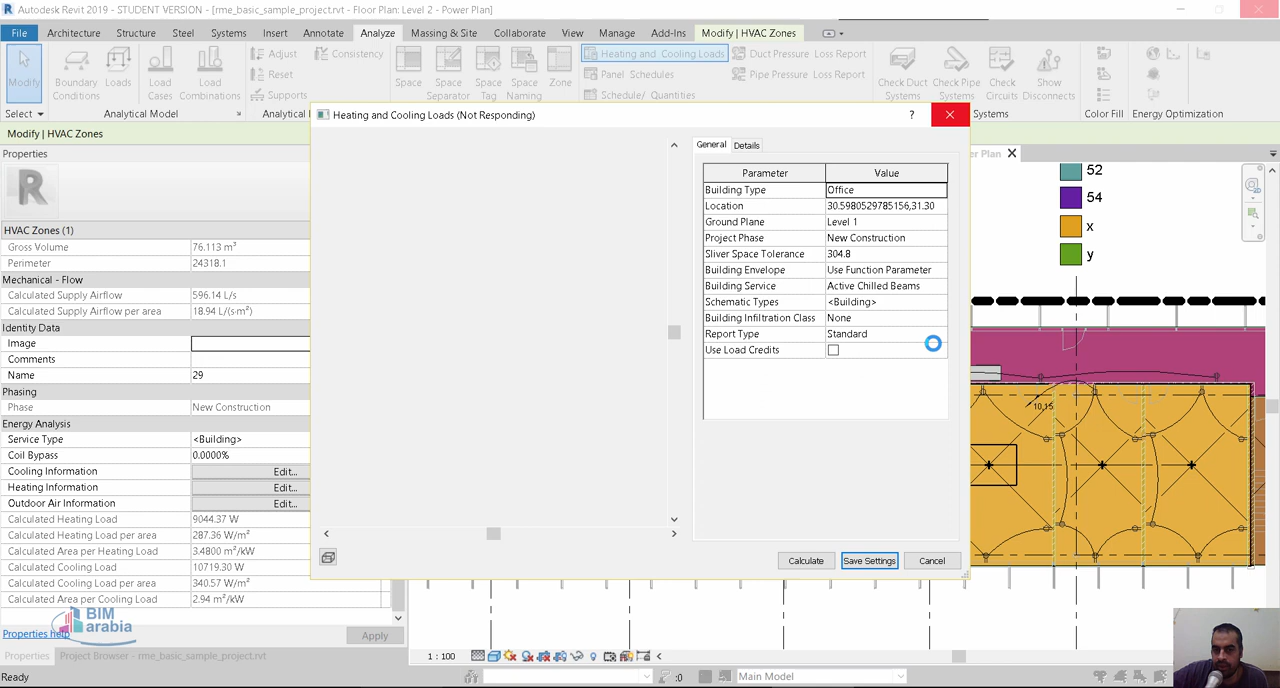 Autodesk Revit 2019 - STUDENT VERSION - [rme_basic_sample_project.rvt - Floor Plan: Level 2 - Power Plan]
File Architecture Structure Steel Systems Insert Annotate Analyze Massing & Site Collaborate View Manage Add-Ins Modify | HVAC Zones
Modify
Boundary Conditions
Loads
Load Cases
Load Combinations
Adjust
Reset
Supports
Consistency
Space
Space Separator
Space Tag
Space Naming
Zone
Heating and Cooling Loads
Panel Schedules
Schedule/ Quantities
Duct Pressure Loss Report
Pipe Pressure Loss Report
Check Duct Systems
Check Pipe Systems
Check Circuits
Show Disconnects
Select
Analytical Model
Analytical
Systems
Color Fill
Energy Optimization
Modify | HVAC Zones
Properties
HVAC Zones (1)
Gross Volume 76.113 m³
Perimeter 24318.1
Mechanical - Flow
Calculated Supply Airflow 596.14 L/s
Calculated Supply Airflow per area 18.94 L/(s·m²)
Identity Data
Image
Comments
Name 29
Phasing
Phase New Construction
Energy Analysis
Service Type <Building>
Coil Bypass 0.0000%
Cooling Information Edit...
Heating Information Edit...
Outdoor Air Information Edit...
Calculated Heating Load 9044.37 W
Calculated Heating Load per area 287.36 W/m²
Calculated Area per Heating Load 3.4800 m²/kW
Calculated Cooling Load 10719.30 W
Calculated Cooling Load per area 340.57 W/m²
Calculated Area per Cooling Load 2.94 m²/kW
BIM
arabia
Properties help
Apply
Properties Project Browser - rme_basic_sample_project.rvt
Ready
Heating and Cooling Loads (Not Responding)
?
General Details
Parameter Value
Building Type Office
Location 30.5980529785156,31.30
Ground Plane Level 1
Project Phase New Construction
Sliver Space Tolerance 304.8
Building Envelope Use Function Parameter
Building Service Active Chilled Beams
Schematic Types <Building>
Building Infiltration Class None
Report Type Standard
Use Load Credits
Calculate Save Settings Cancel
er Plan
52
54
x
y
10,15
1 : 100
:0
Main Model